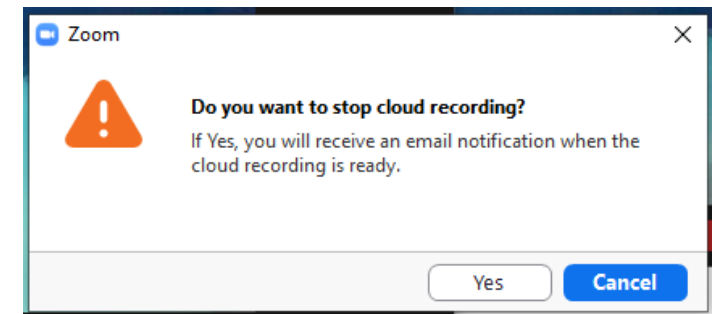 Zoom
Do you want to stop cloud recording?
If Yes, you will receive an email notification when the
cloud recording is ready.
Yes
Cancel